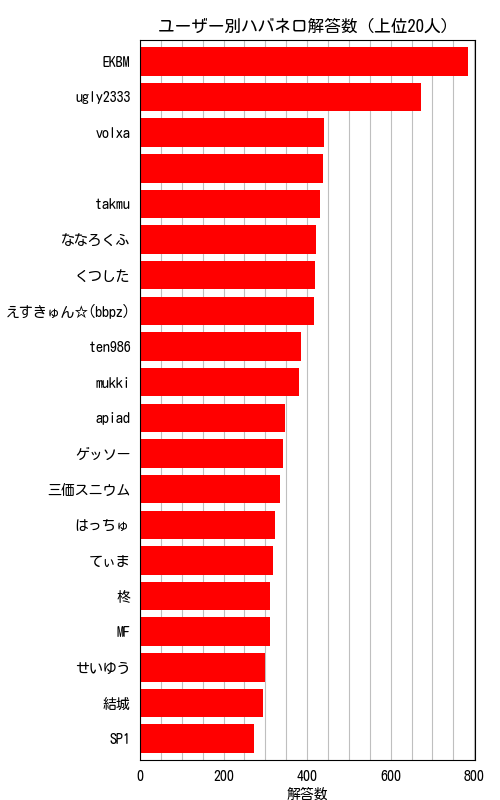 ユーザー別ハバネロ解答数（上位20人）
EKBM
ugly2333
volxa
takmu
ななろくふ
くつした
えすきゅん☆(bbpz)
ten986
mukki
apiad
ゲッソー
三価スニウム
はっちゅ
てぃま
柊
MF
せいゆう
結城
SP1
0 200 400 600 800
解答数